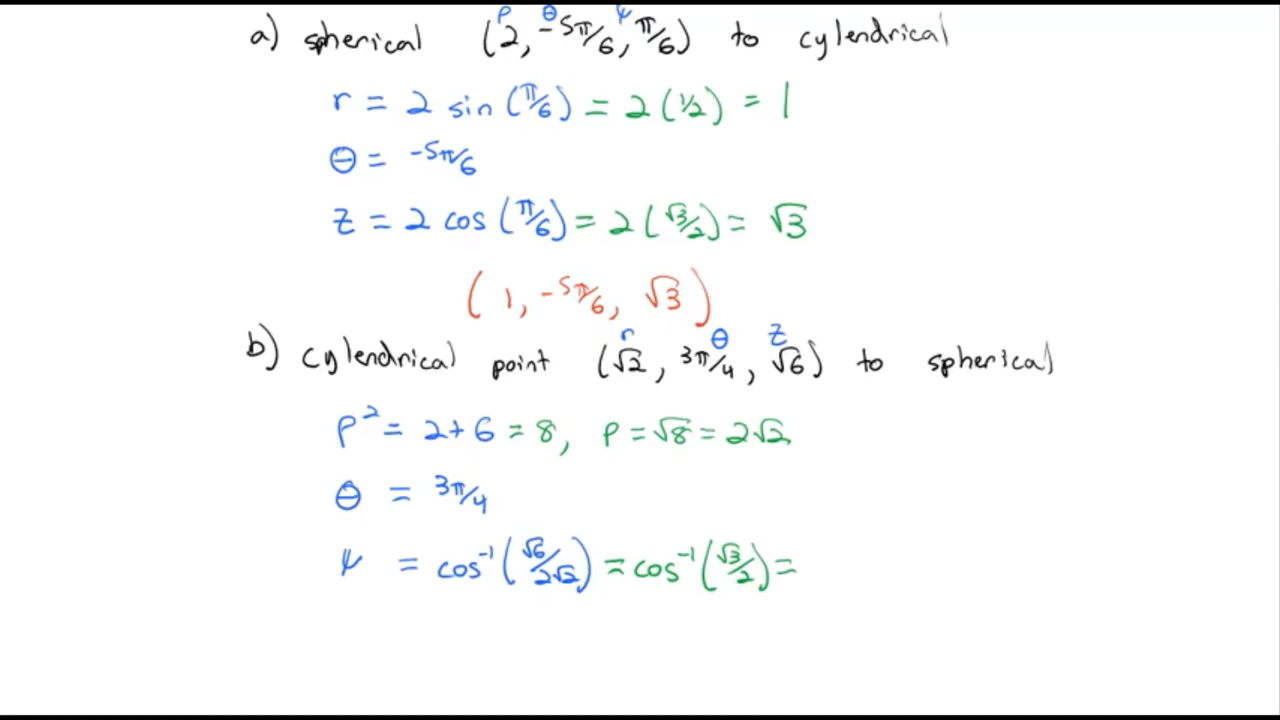 ρ θ ψ
a) spherical (2, -5π/6, π/6) to cylendrical
r = 2 sin (π/6) = 2 (1/2) = 1
θ = -5π/6
z = 2 cos (π/6) = 2 (√3/2) = √3
(1, -5π/6, √3)
r θ z
b) cylendrical point (√2, 3π/4, √6) to spherical
ρ² = 2+6 = 8, ρ = √8 = 2√2
θ = 3π/4
ψ = cos⁻¹ (√6/2√2) = cos⁻¹ (√3/2) =